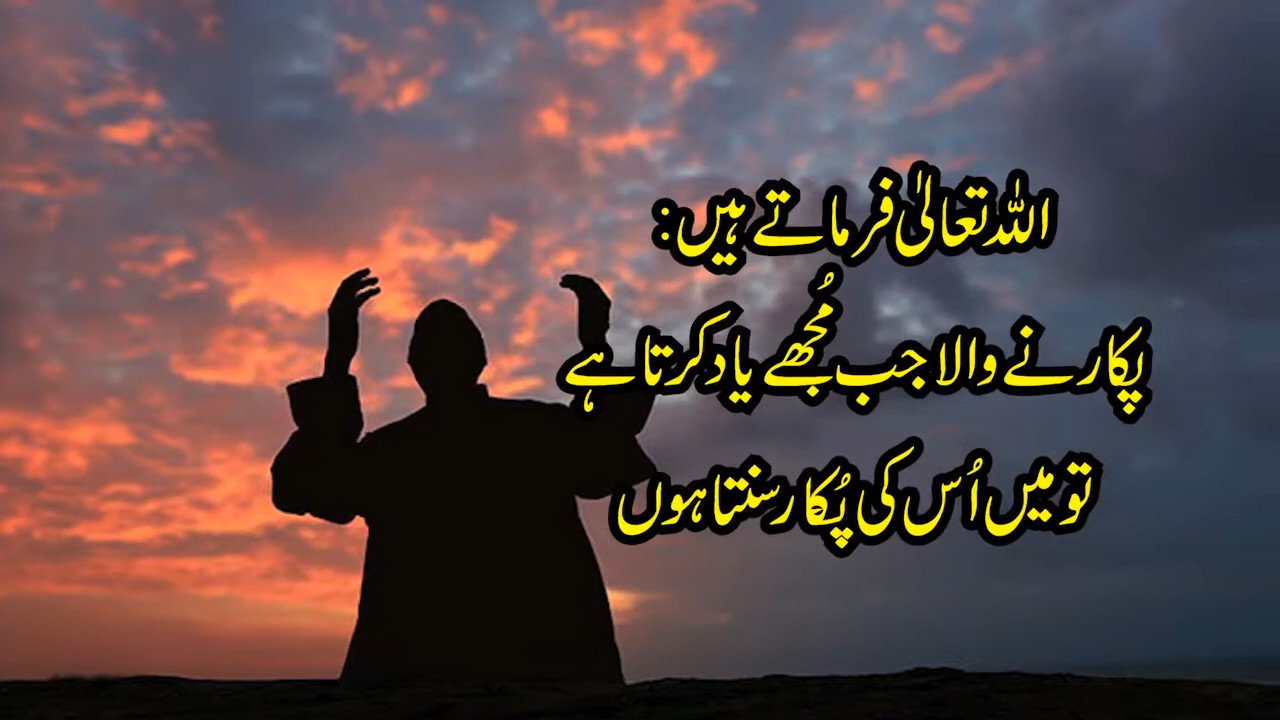 اللہ تعالیٰ فرماتے ہیں:
پکارنے والا جب مُجھے یاد کرتا ہے
تو میں اُس کی پُکار سنتا ہوں